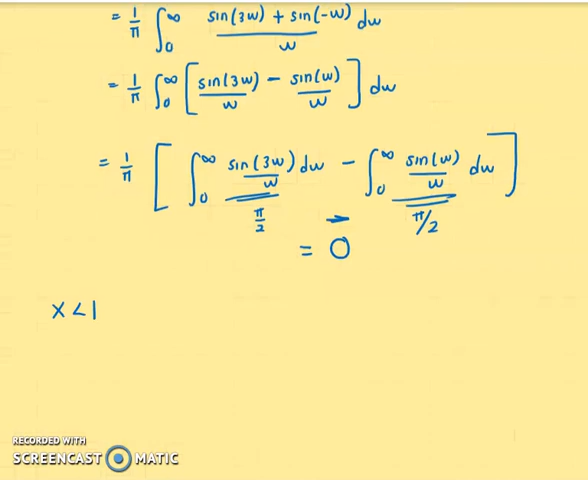 = 1/π ∫₀^∞ (sin(3w) + sin(-w))/w dw
= 1/π ∫₀^∞ [sin(3w)/w - sin(w)/w] dw
= 1/π [∫₀^∞ sin(3w)/w dw - ∫₀^∞ sin(w)/w dw]
π/2 π/2
= 0
x < 1
RECORDED WITH
SCREENCAST MATIC